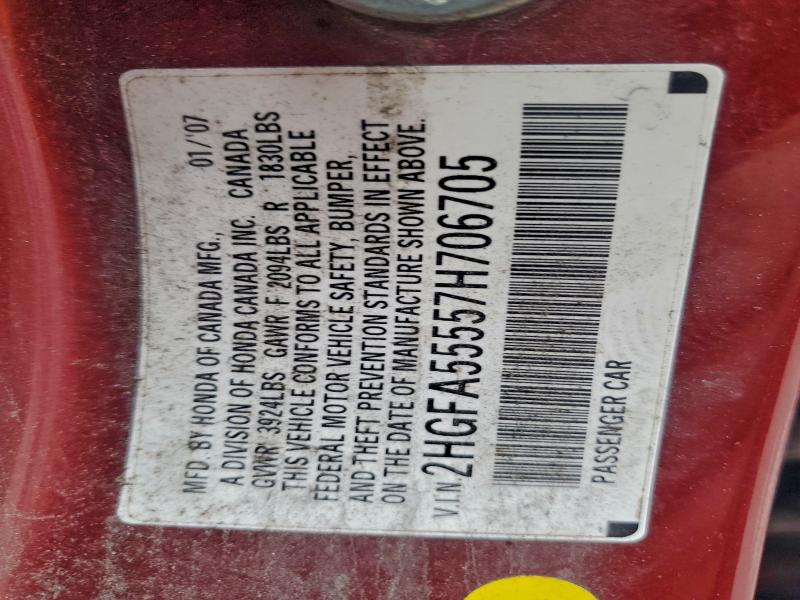 MFD BY HONDA OF CANADA MFG., 01/'07
A DIVISION OF HONDA CANADA INC. CANADA
GVWR 3924LBS GAWR F 2094LBS R 1830LBS
THIS VEHICLE CONFORMS TO ALL APPLICABLE
FEDERAL MOTOR VEHICLE SAFETY, BUMPER,
AND THEFT PREVENTION STANDARDS IN EFFECT
ON THE DATE OF MANUFACTURE SHOWN ABOVE.
V.I.N. 2HGFA55557H706705
PASSENGER CAR